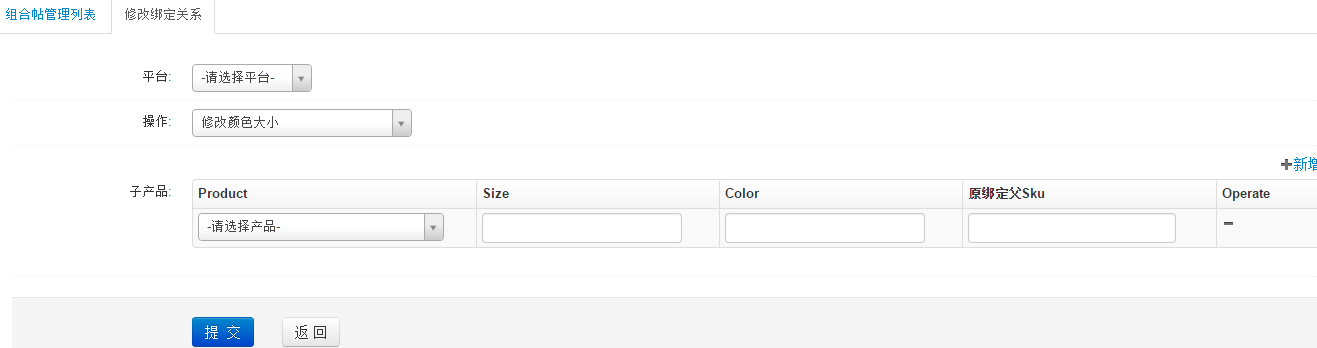 组合帖管理列表 修改绑定关系
平台: -请选择平台-
操作: 修改颜色大小
新增
子产品: Product Size Color 原绑定父Sku Operate
-请选择产品-
提 交 返 回